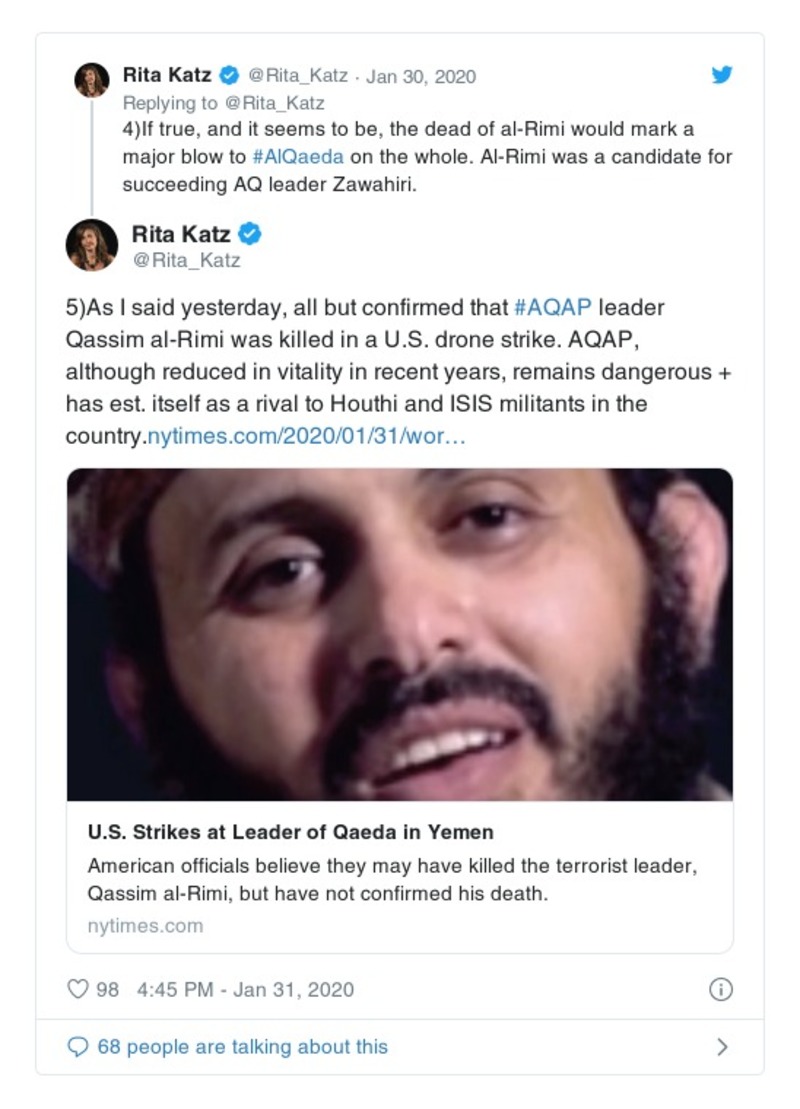 Rita Katz @Rita_Katz · Jan 30, 2020
Replying to @Rita_Katz
4)If true, and it seems to be, the dead of al-Rimi would mark a
major blow to #AlQaeda on the whole. Al-Rimi was a candidate for
succeeding AQ leader Zawahiri.
Rita Katz
@Rita_Katz
5)As I said yesterday, all but confirmed that #AQAP leader
Qassim al-Rimi was killed in a U.S. drone strike. AQAP,
although reduced in vitality in recent years, remains dangerous +
has est. itself as a rival to Houthi and ISIS militants in the
country.nytimes.com/2020/01/31/wor…
U.S. Strikes at Leader of Qaeda in Yemen
American officials believe they may have killed the terrorist leader,
Qassim al-Rimi, but have not confirmed his death.
nytimes.com
98 4:45 PM - Jan 31, 2020
68 people are talking about this